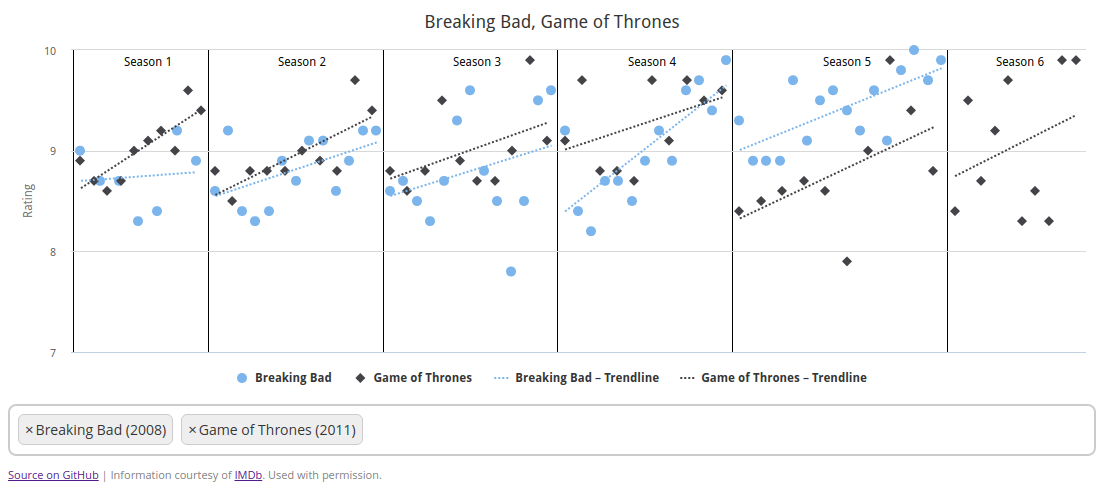 Breaking Bad, Game of Thrones
10
Season 1 Season 2 Season 3 Season 4 Season 5 Season 6
9
Rating
8
7
Breaking Bad Game of Thrones Breaking Bad – Trendline Game of Thrones – Trendline
×Breaking Bad (2008) ×Game of Thrones (2011)
Source on GitHub | Information courtesy of IMDb. Used with permission.